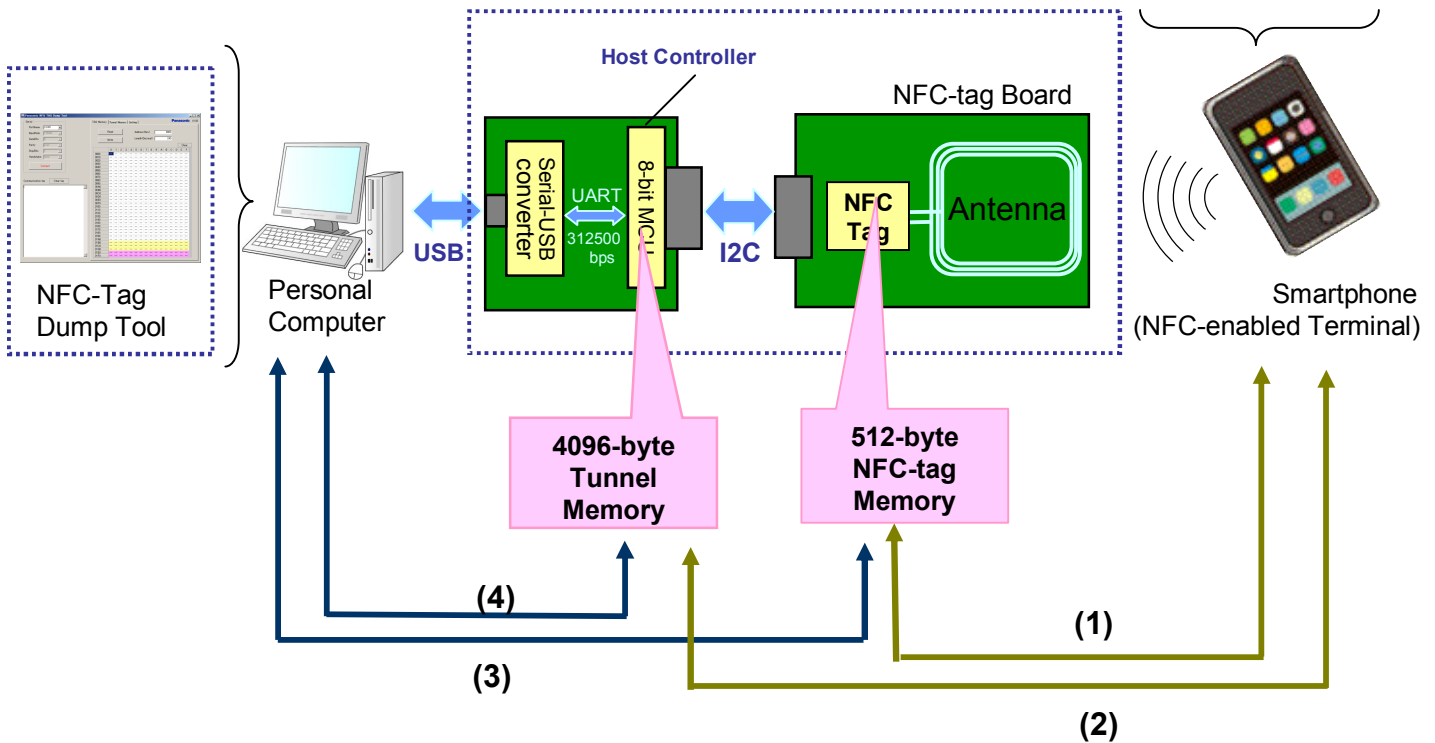 Host Controller
NFC-tag Board
Serial-USB
converter
UART
312500
bps
8-bit MCU
NFC
Tag
Antenna
USB
I2C
Panasonic
NFC-Tag
Dump Tool
Personal
Computer
Smartphone
(NFC-enabled Terminal)
4096-byte
Tunnel
Memory
512-byte
NFC-tag
Memory
(4)
(1)
(3)
(2)